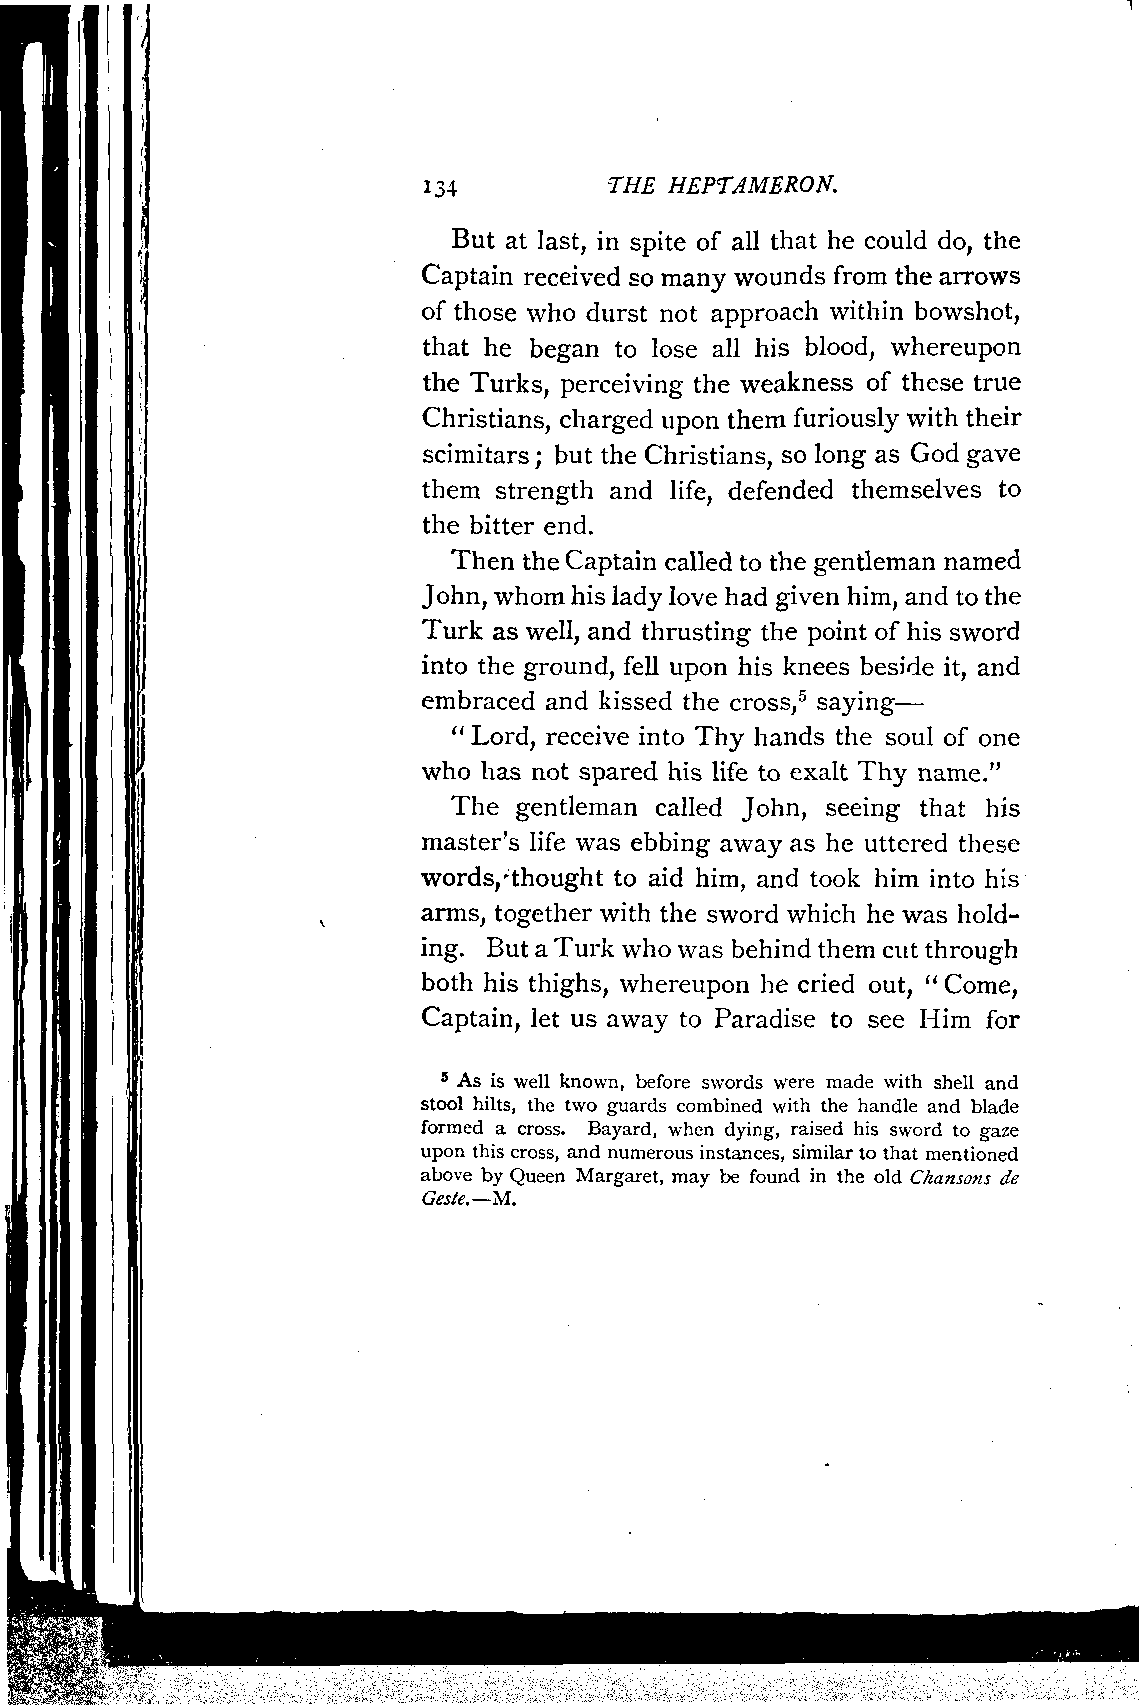 134 THE HEPTAMERON.
But at last, in spite of all that he could do, the
Captain received so many wounds from the arrows
of those who durst not approach within bowshot,
that he began to lose all his blood, whereupon
the Turks, perceiving the weakness of these true
Christians, charged upon them furiously with their
scimitars; but the Christians, so long as God gave
them strength and life, defended themselves to
the bitter end.
Then the Captain called to the gentleman named
John, whom his lady love had given him, and to the
Turk as well, and thrusting the point of his sword
into the ground, fell upon his knees beside it, and
embraced and kissed the cross,⁵ saying—
"Lord, receive into Thy hands the soul of one
who has not spared his life to exalt Thy name."
The gentleman called John, seeing that his
master's life was ebbing away as he uttered these
words, thought to aid him, and took him into his
arms, together with the sword which he was hold-
ing. But a Turk who was behind them cut through
both his thighs, whereupon he cried out, "Come,
Captain, let us away to Paradise to see Him for
⁵ As is well known, before swords were made with shell and
stool hilts, the two guards combined with the handle and blade
formed a cross. Bayard, when dying, raised his sword to gaze
upon this cross, and numerous instances, similar to that mentioned
above by Queen Margaret, may be found in the old Chansons de
Geste.—M.